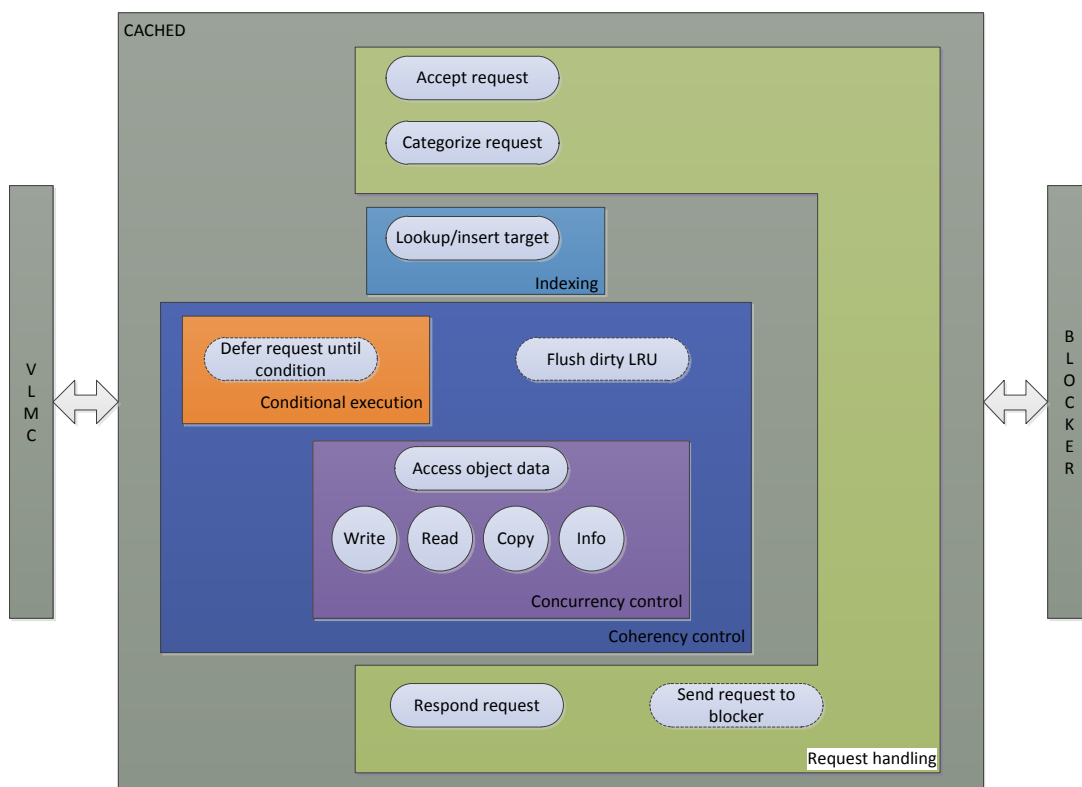 CACHED
Accept request
Categorize request
Lookup/insert target
Indexing
Defer request until
condition
Flush dirty LRU
Conditional execution
V
L
M
C
B
L
O
C
K
E
R
Access object data
Write
Read
Copy
Info
Concurrency control
Coherency control
Respond request
Send request to
blocker
Request handling